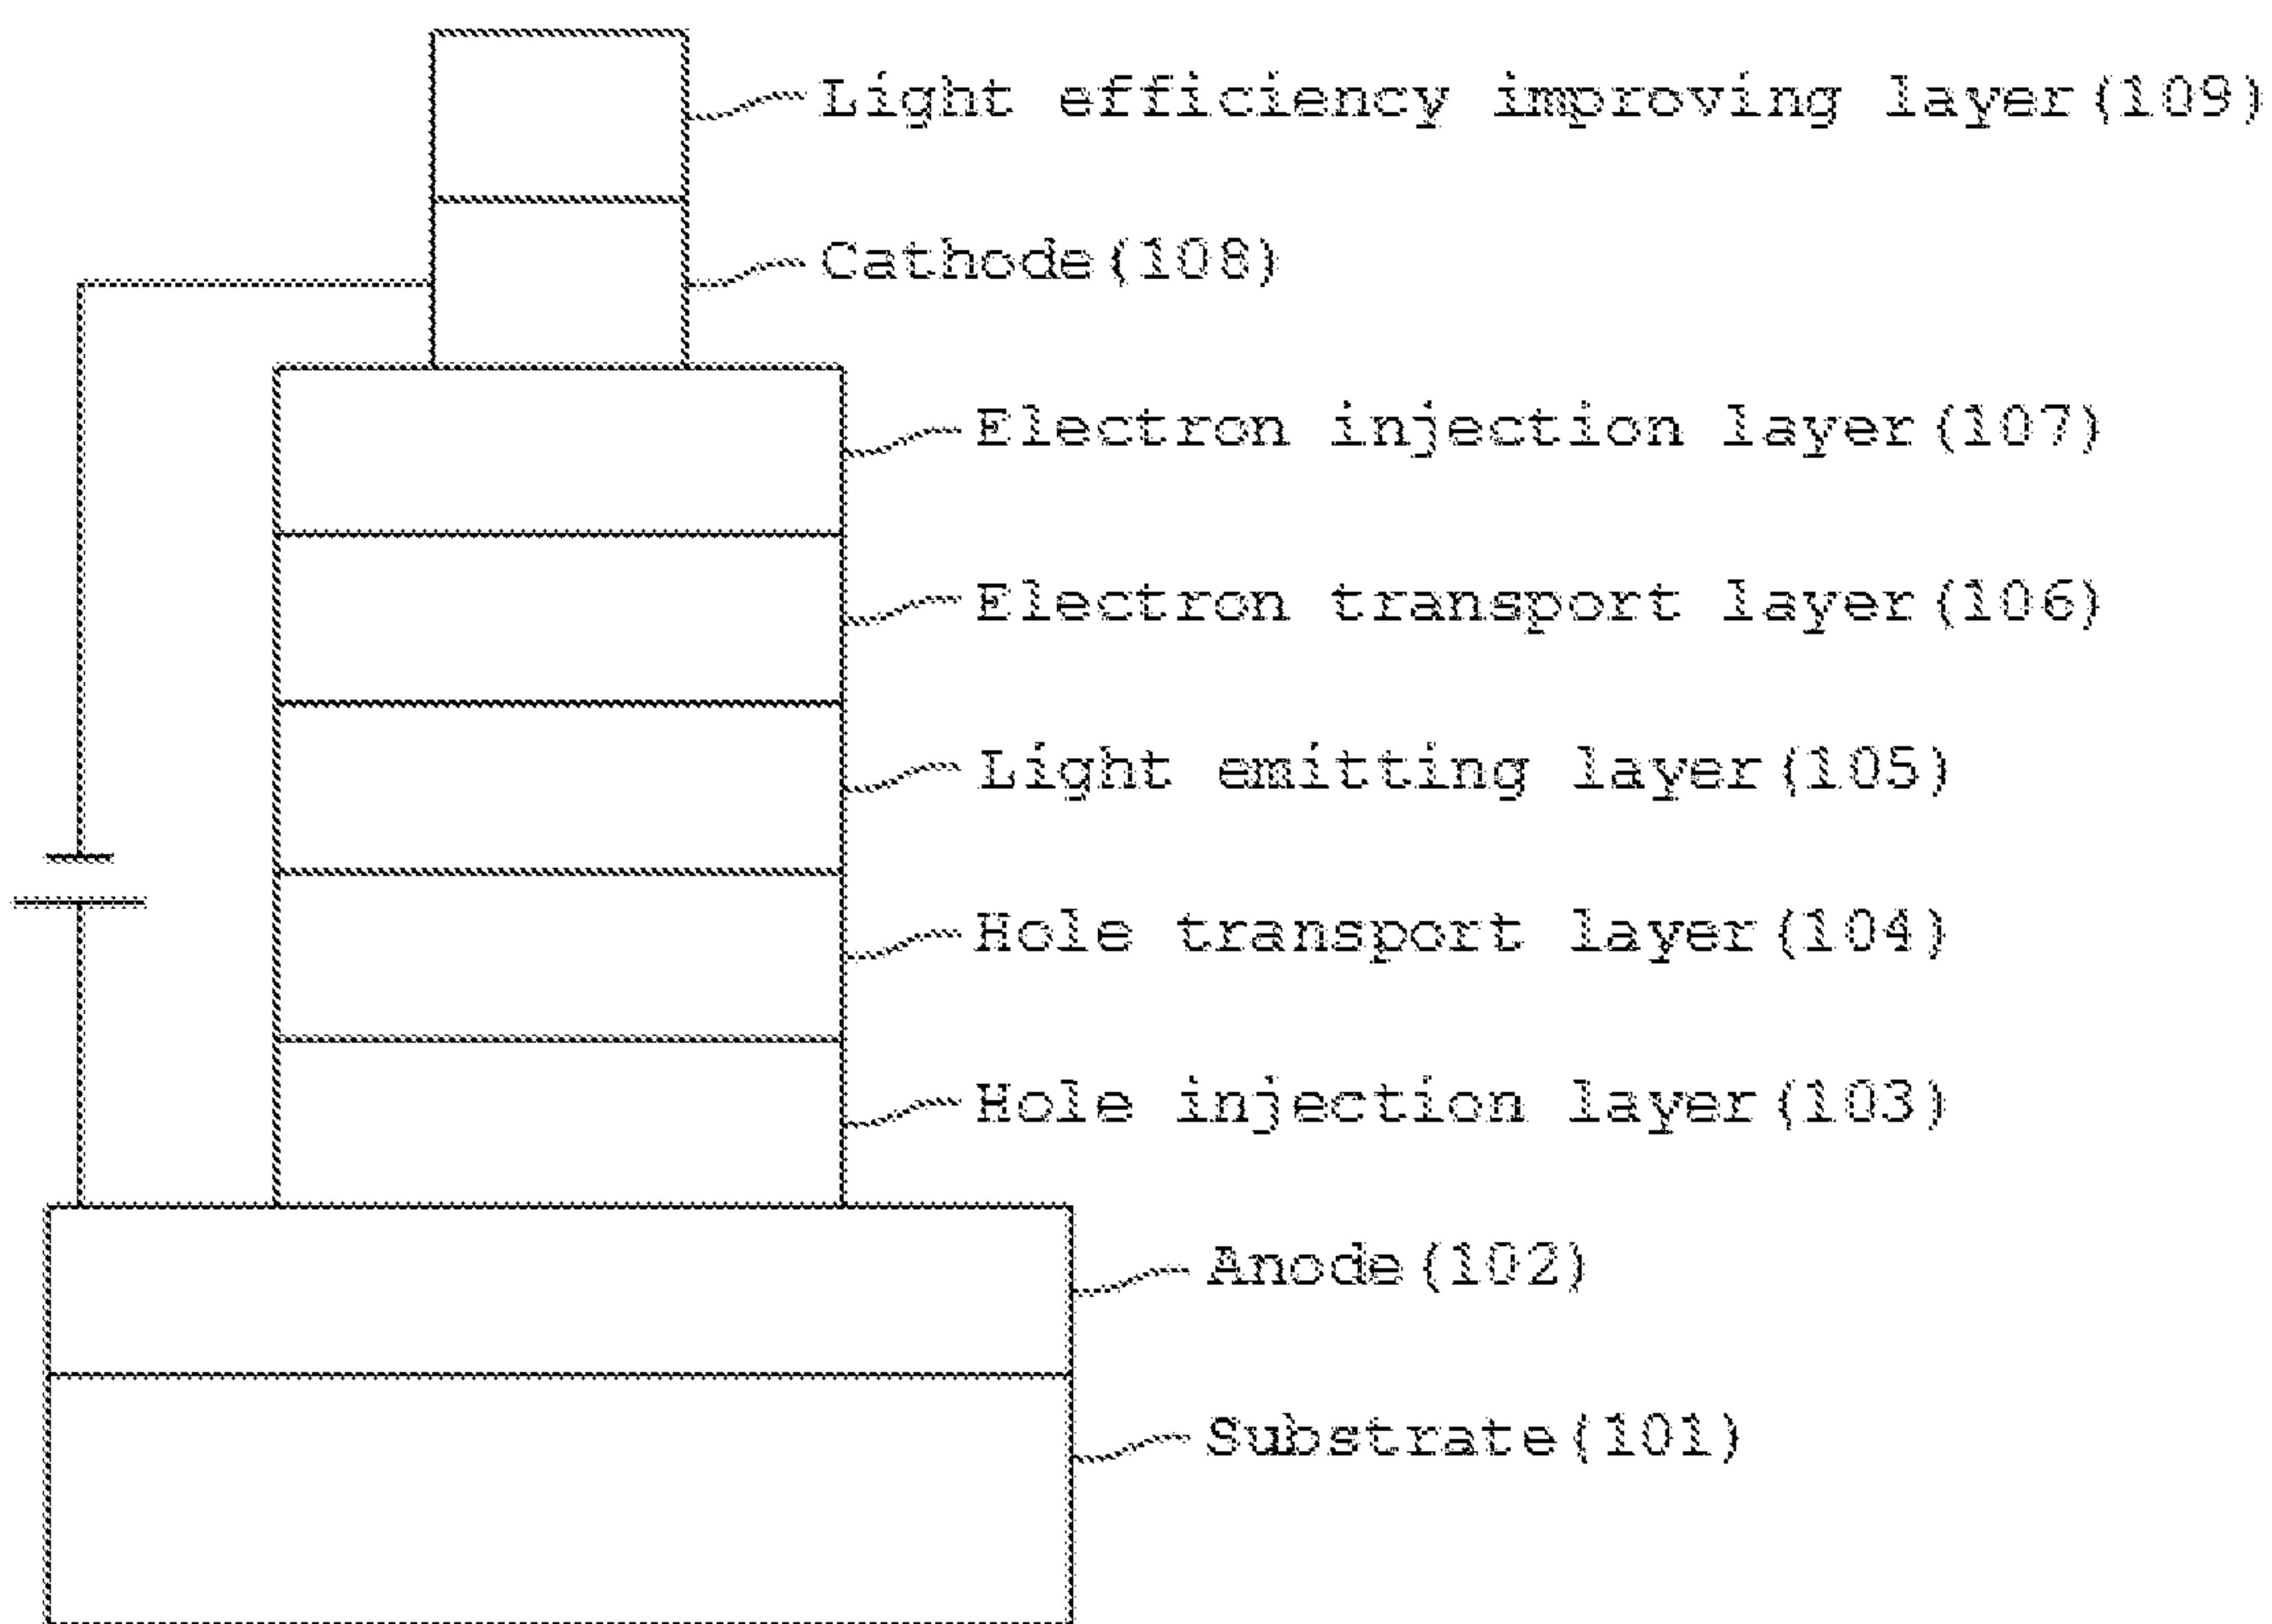 Light efficiency improving layer(109)
Cathode(108)
Electron injection layer(107)
Electron transport layer(106)
Light emitting layer(105)
Hole transport layer(104)
Hole injection layer(103)
Anode(102)
Substrate(101)